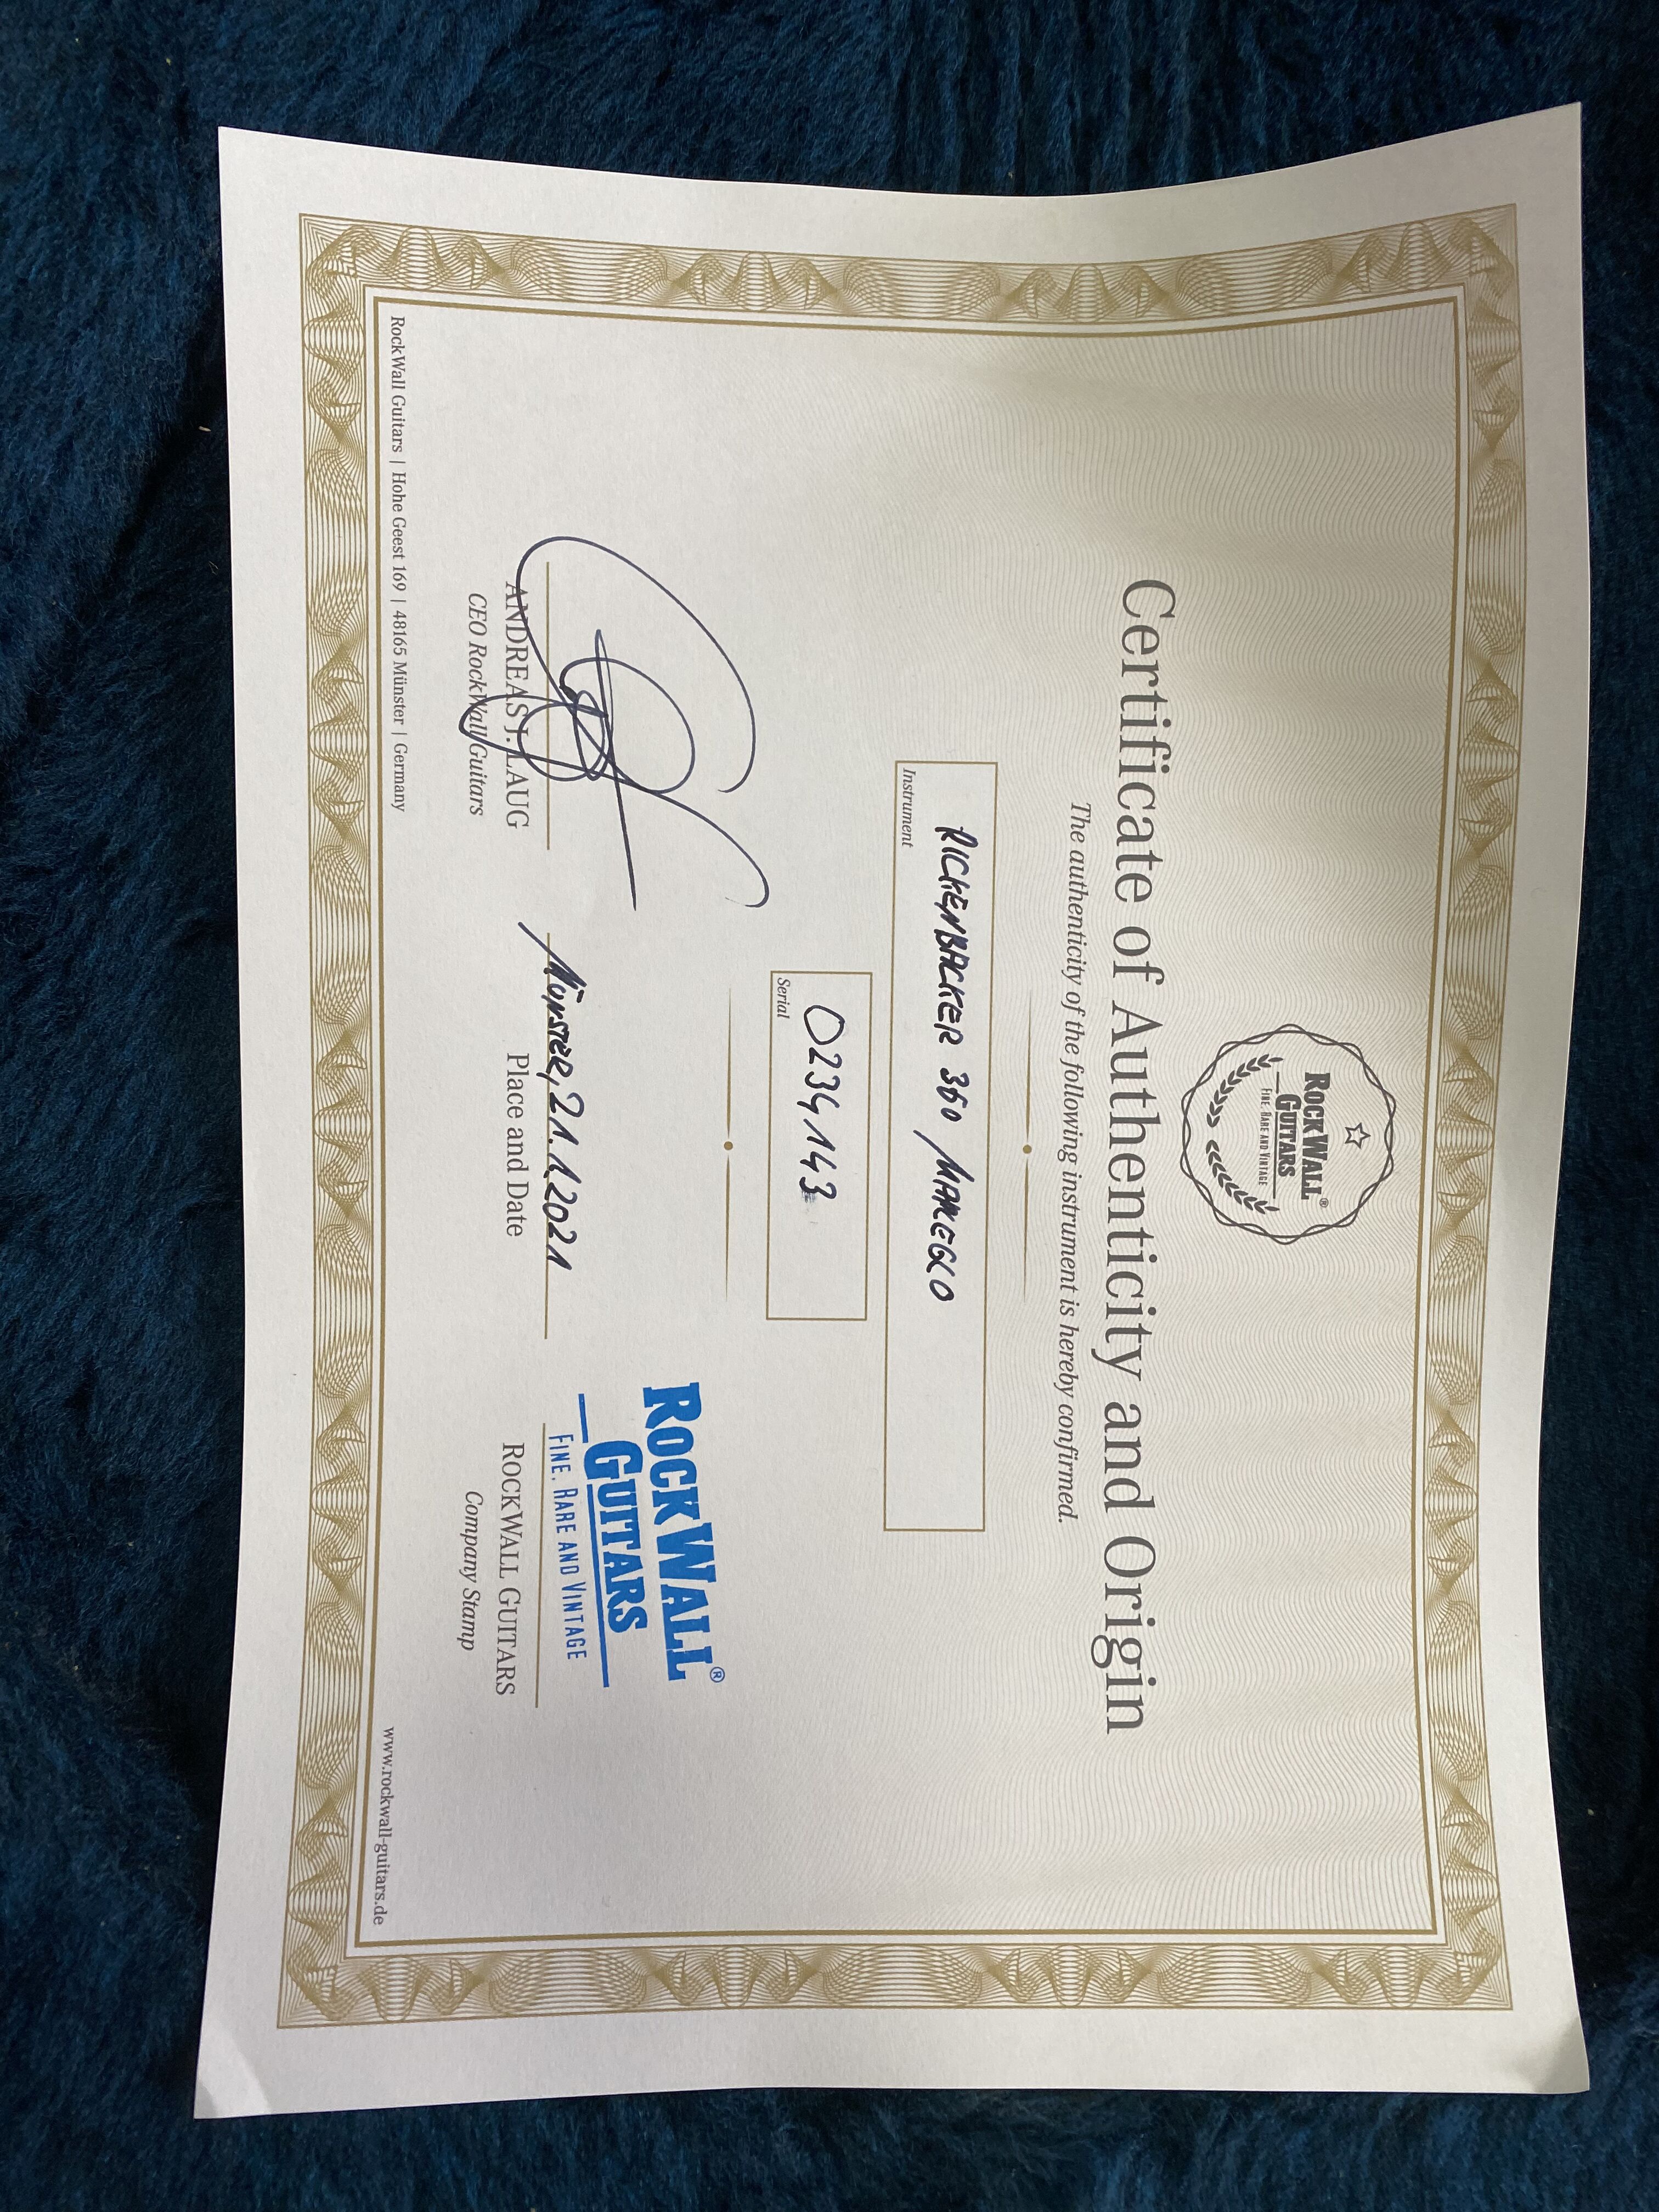 ROCKWALL®
GUITARS
FINE, RARE AND VINTAGE
Certificate of Authenticity and Origin
The authenticity of the following instrument is hereby confirmed.
RICKENBACKER 360 / MAPEGLO
Instrument
0234143
Serial
ANDREAS J. LAUG
CEO RockWall Guitars
Münster, 21.1.2021
Place and Date
ROCKWALL®
GUITARS
FINE, RARE AND VINTAGE
ROCKWALL GUITARS
Company Stamp
RockWall Guitars | Hohe Geest 169 | 48165 Münster | Germany
www.rockwall-guitars.de